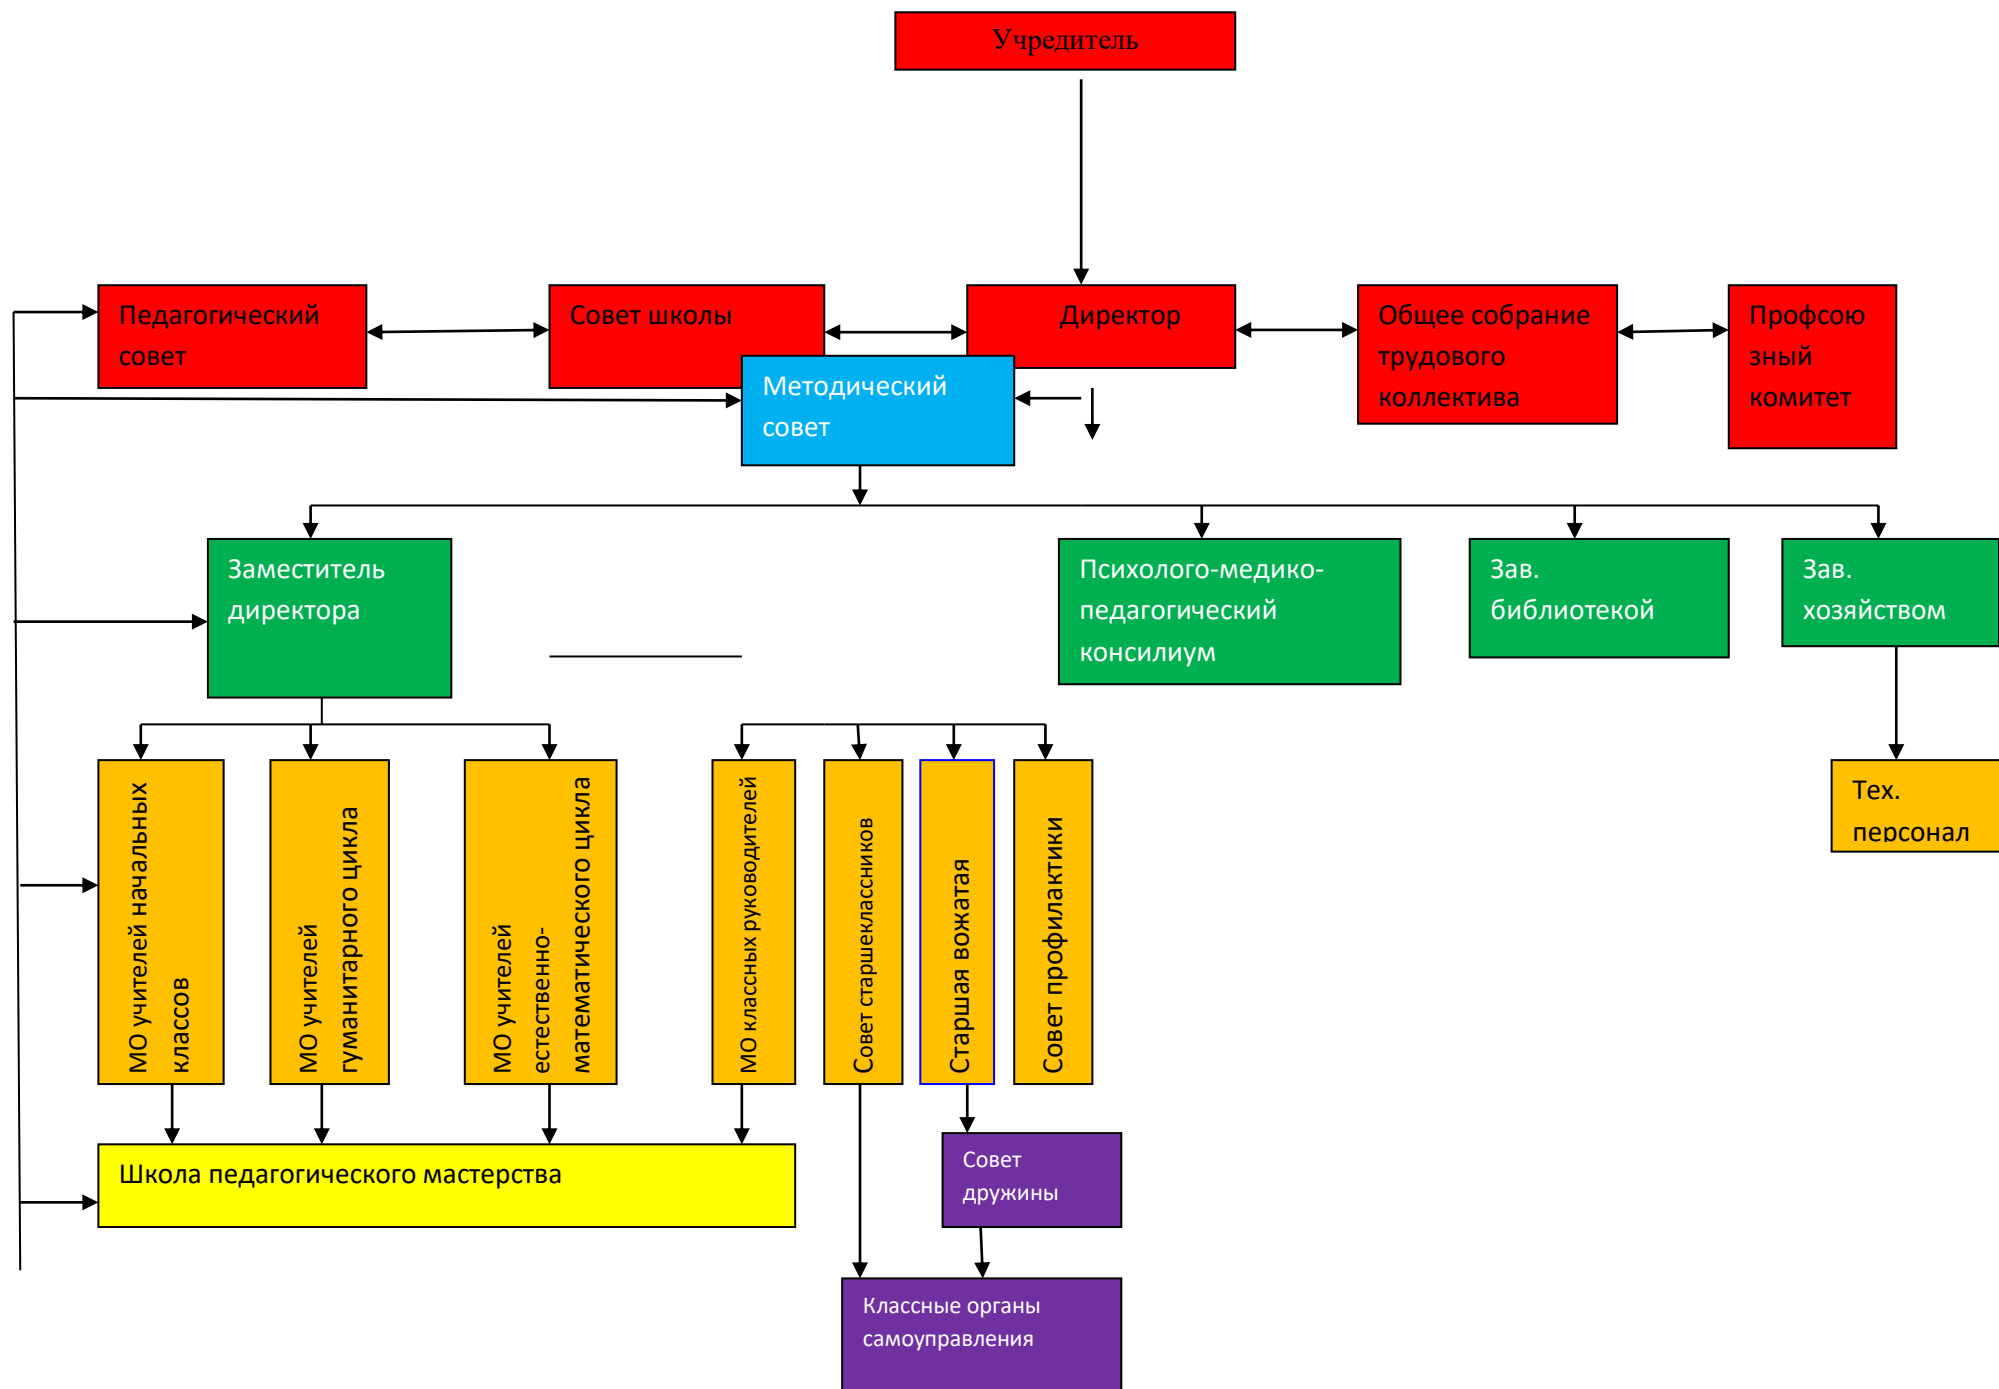 Учредитель
Педагогический
совет
Совет школы
Директор
Общее собрание
трудового
коллектива
Профсою
зный
комитет
Методический
совет
Заместитель
директора
Психолого-медико-
педагогический
консилиум
Зав.
библиотекой
Зав.
хозяйством
МО учителей начальных
классов
МО учителей
гуманитарного цикла
МО учителей
естественно-
математического цикла
МО классных руководителей
Совет старшеклассников
Старшая вожатая
Совет профилактики
Тех.
персонал
Школа педагогического мастерства
Совет
дружины
Классные органы
самоуправления